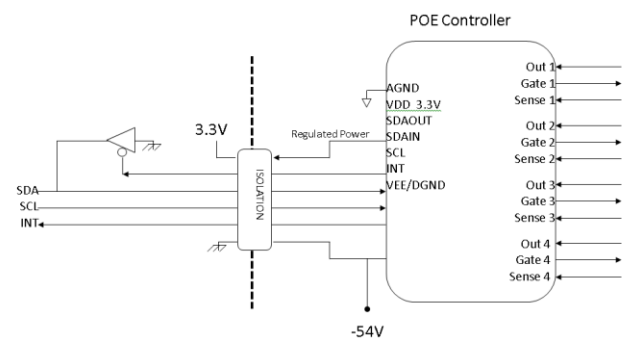 POE Controller
AGND
VDD 3.3V
SDAOUT
SDAIN
SCL
INT
VEE/DGND
Out 1
Gate 1
Sense 1
Out 2
Gate 2
Sense 2
Out 3
Gate 3
Sense 3
Out 4
Gate 4
Sense 4
3.3V
Regulated Power
ISOLATION
SDA
SCL
INT
-54V